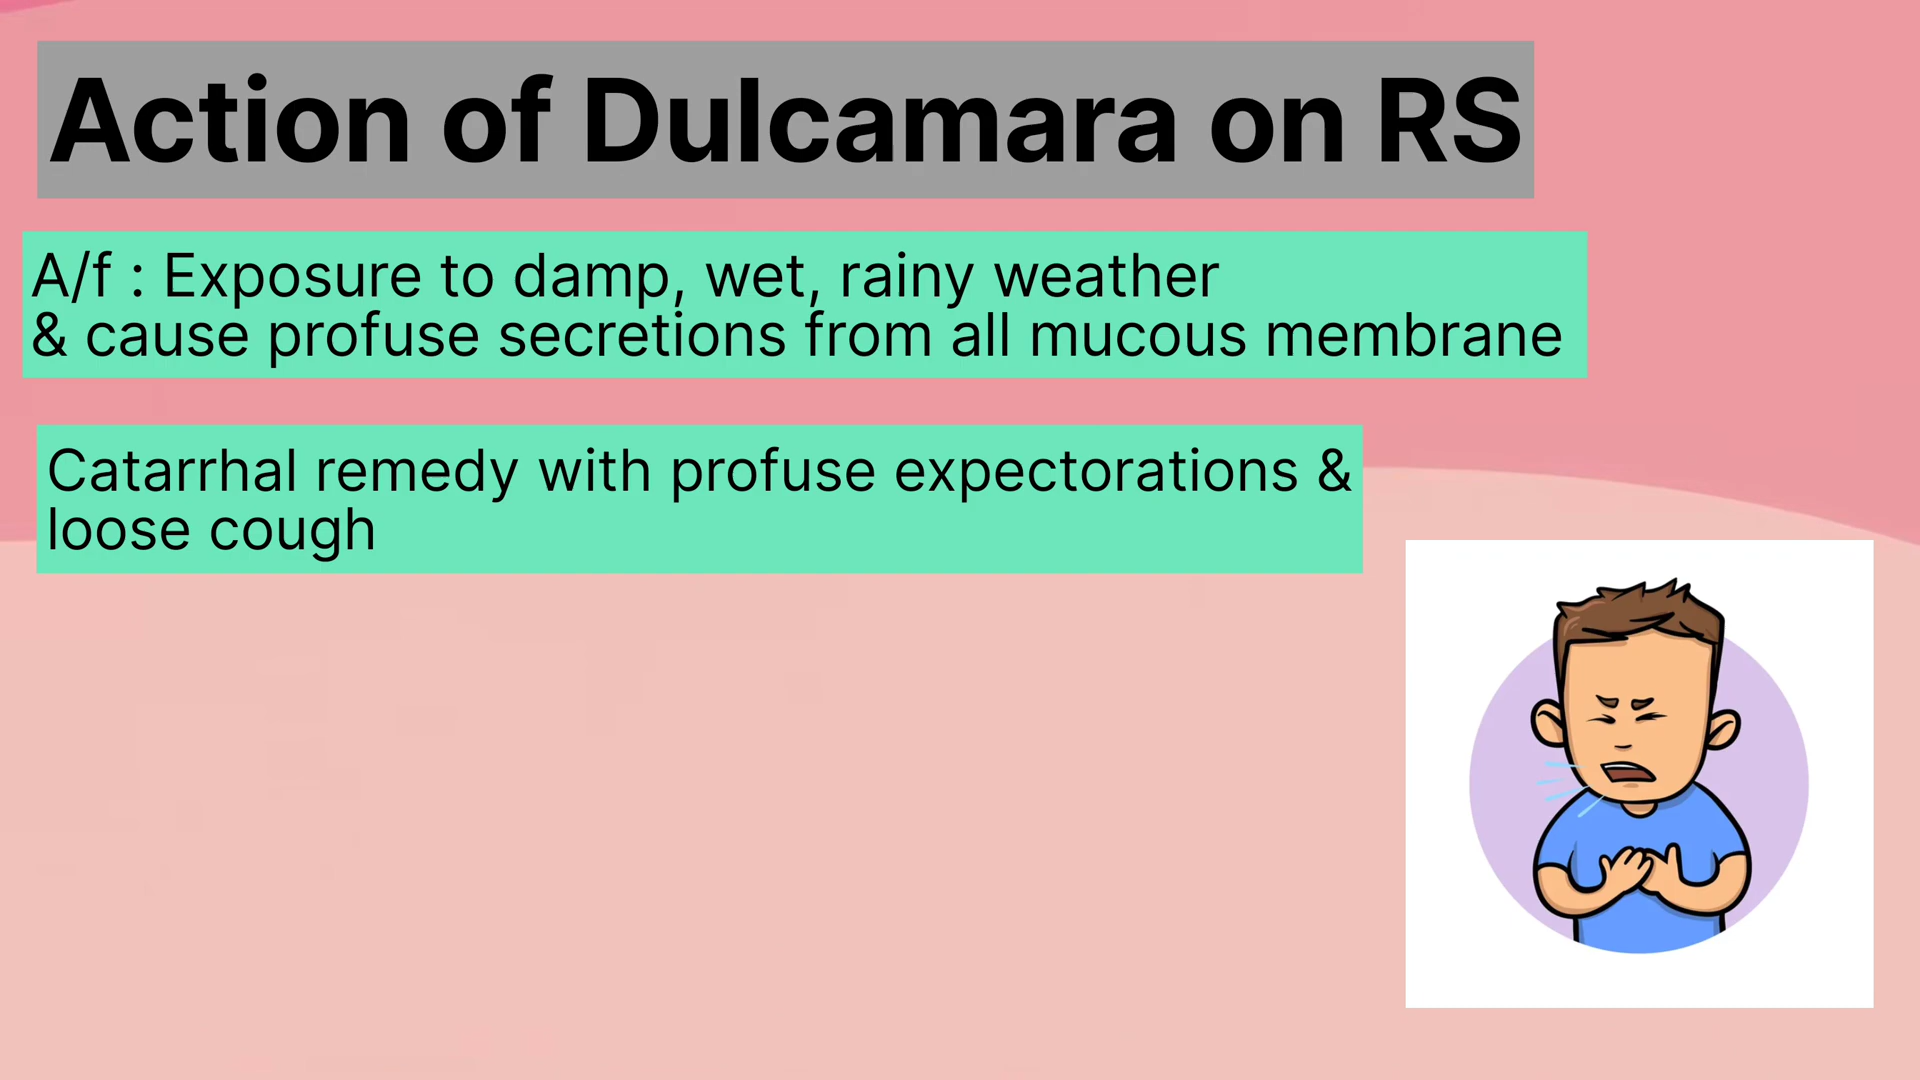 Action of Dulcamara on RS
A/f : Exposure to damp, wet, rainy weather
& cause profuse secretions from all mucous membrane
Catarrhal remedy with profuse expectorations &
loose cough